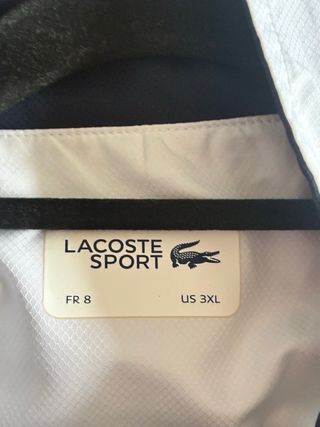 LACOSTE
SPORT
FR 8 US 3XL